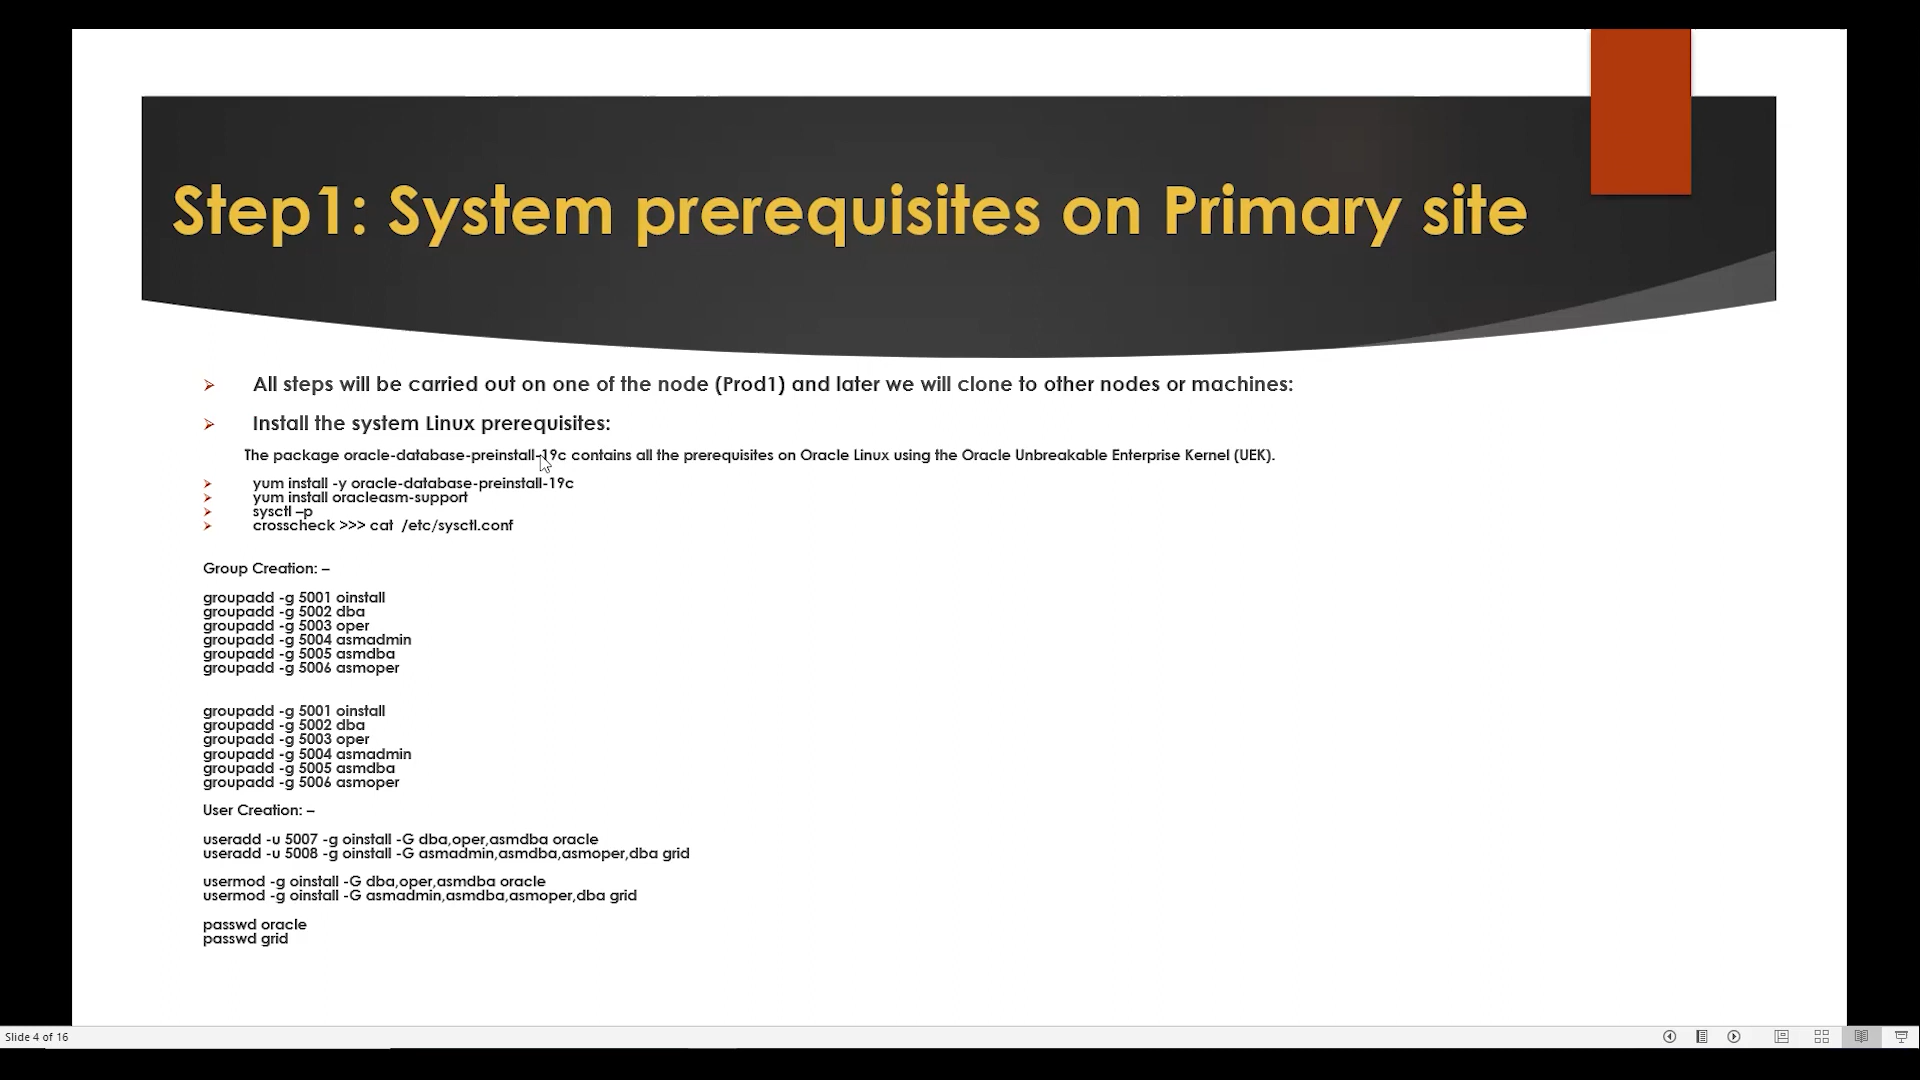 Step1: System prerequisites on Primary site
All steps will be carried out on one of the node (Prod1) and later we will clone to other nodes or machines:
Install the system Linux prerequisites:
The package oracle-database-preinstall-19c contains all the prerequisites on Oracle Linux using the Oracle Unbreakable Enterprise Kernel (UEK).
yum install -y oracle-database-preinstall-19c
yum install oracleasm-support
sysctl –p
crosscheck >>> cat /etc/sysctl.conf
Group Creation: –
groupadd -g 5001 oinstall
groupadd -g 5002 dba
groupadd -g 5003 oper
groupadd -g 5004 asmadmin
groupadd -g 5005 asmdba
groupadd -g 5006 asmoper
groupadd -g 5001 oinstall
groupadd -g 5002 dba
groupadd -g 5003 oper
groupadd -g 5004 asmadmin
groupadd -g 5005 asmdba
groupadd -g 5006 asmoper
User Creation: –
useradd -u 5007 -g oinstall -G dba,oper,asmdba oracle
useradd -u 5008 -g oinstall -G asmadmin,asmdba,asmoper,dba grid
usermod -g oinstall -G dba,oper,asmdba oracle
usermod -g oinstall -G asmadmin,asmdba,asmoper,dba grid
passwd oracle
passwd grid
Slide 4 of 16